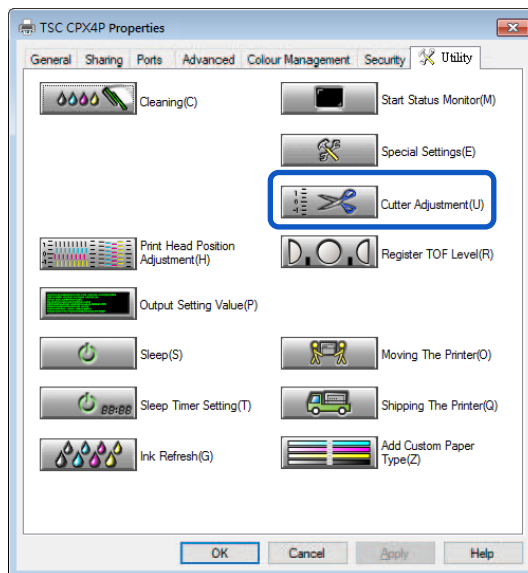 TSC CPX4P Properties
General Sharing Ports Advanced Colour Management Security Utility
Cleaning(C)
Start Status Monitor(M)
Special Settings(E)
Cutter Adjustment(U)
Print Head Position
Adjustment(H)
Register TOF Level(R)
Output Setting Value(P)
Sleep(S)
Moving The Printer(O)
88:88
Sleep Timer Setting(T)
Shipping The Printer(Q)
Ink Refresh(G)
Add Custom Paper
Type(Z)
OK Cancel Apply Help